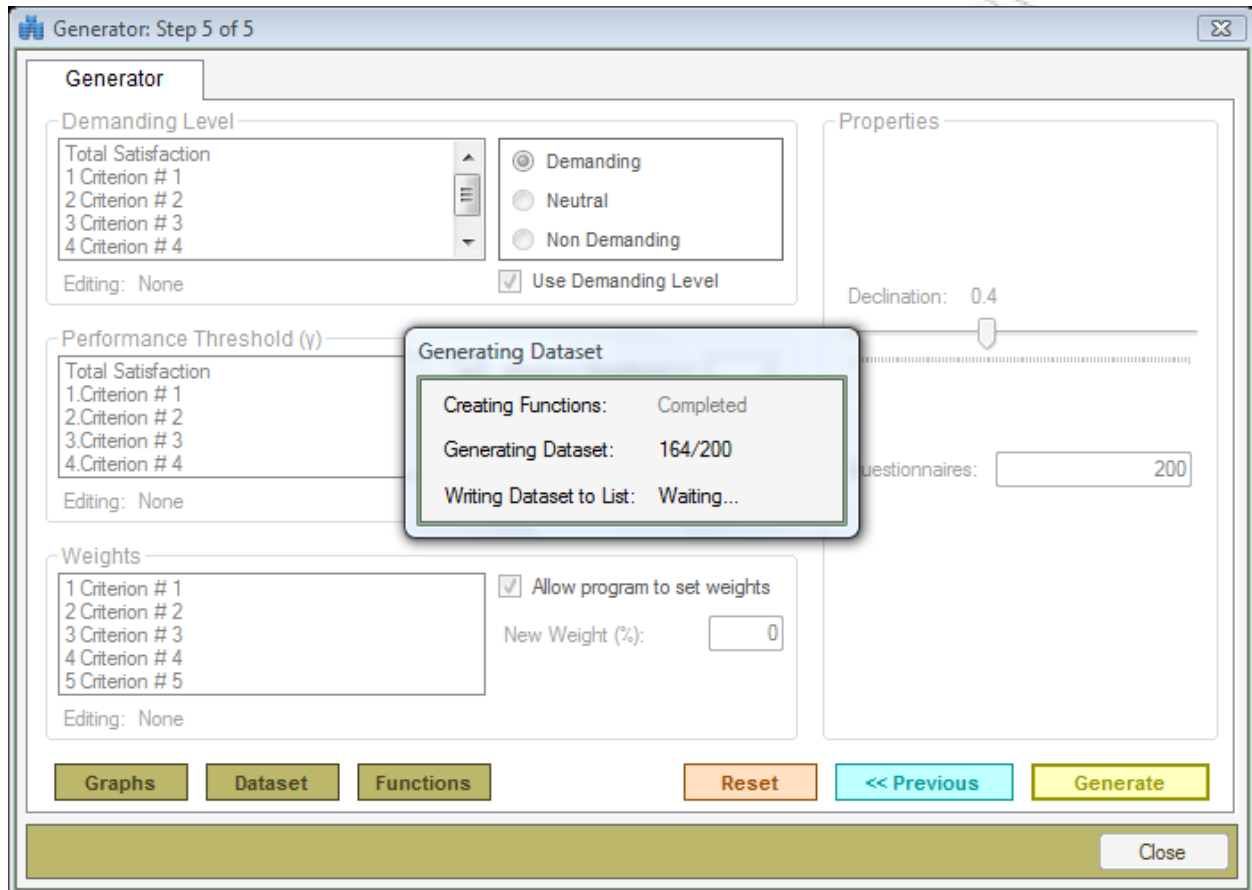 Generator: Step 5 of 5
Generator
Demanding Level
Total Satisfaction
1 Criterion # 1
2 Criterion # 2
3 Criterion # 3
4 Criterion # 4
Demanding
Neutral
Non Demanding
Editing: None
Use Demanding Level
Properties
Declination: 0.4
Performance Threshold (γ)
Total Satisfaction
1.Criterion # 1
2.Criterion # 2
3.Criterion # 3
4.Criterion # 4
Editing: None
Generating Dataset
Creating Functions: Completed
Generating Dataset: 164/200
Writing Dataset to List: Waiting...
uestionnaires: 200
Weights
1 Criterion # 1
2 Criterion # 2
3 Criterion # 3
4 Criterion # 4
5 Criterion # 5
Allow program to set weights
New Weight (%): 0
Editing: None
Graphs
Dataset
Functions
Reset
<< Previous
Generate
Close